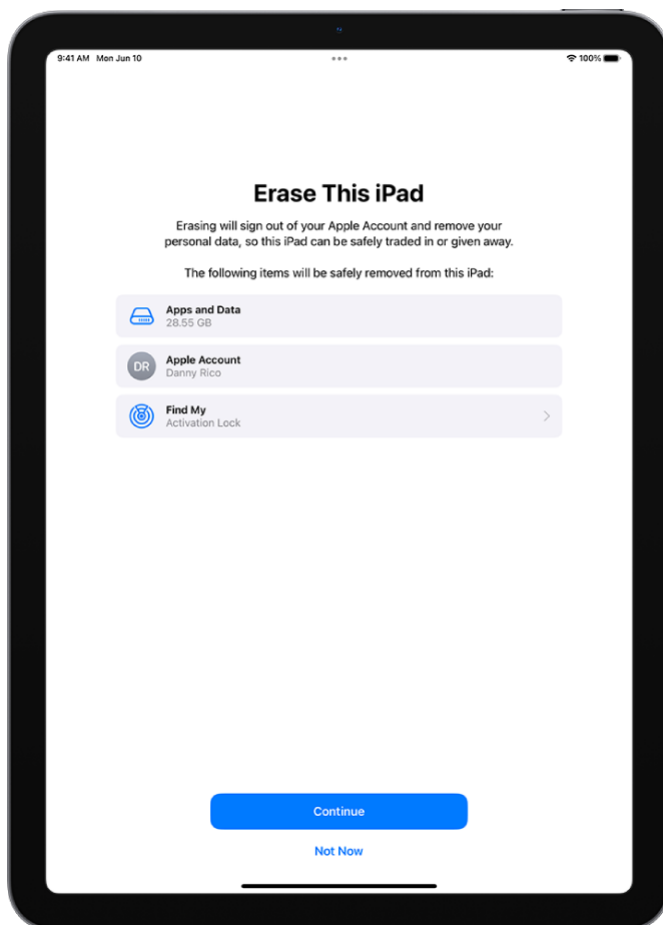 9:41 AM Mon Jun 10
100%
Erase This iPad
Erasing will sign out of your Apple Account and remove your
personal data, so this iPad can be safely traded in or given away.
The following items will be safely removed from this iPad:
Apps and Data
28.55 GB
DR
Apple Account
Danny Rico
Find My
Activation Lock
Continue
Not Now